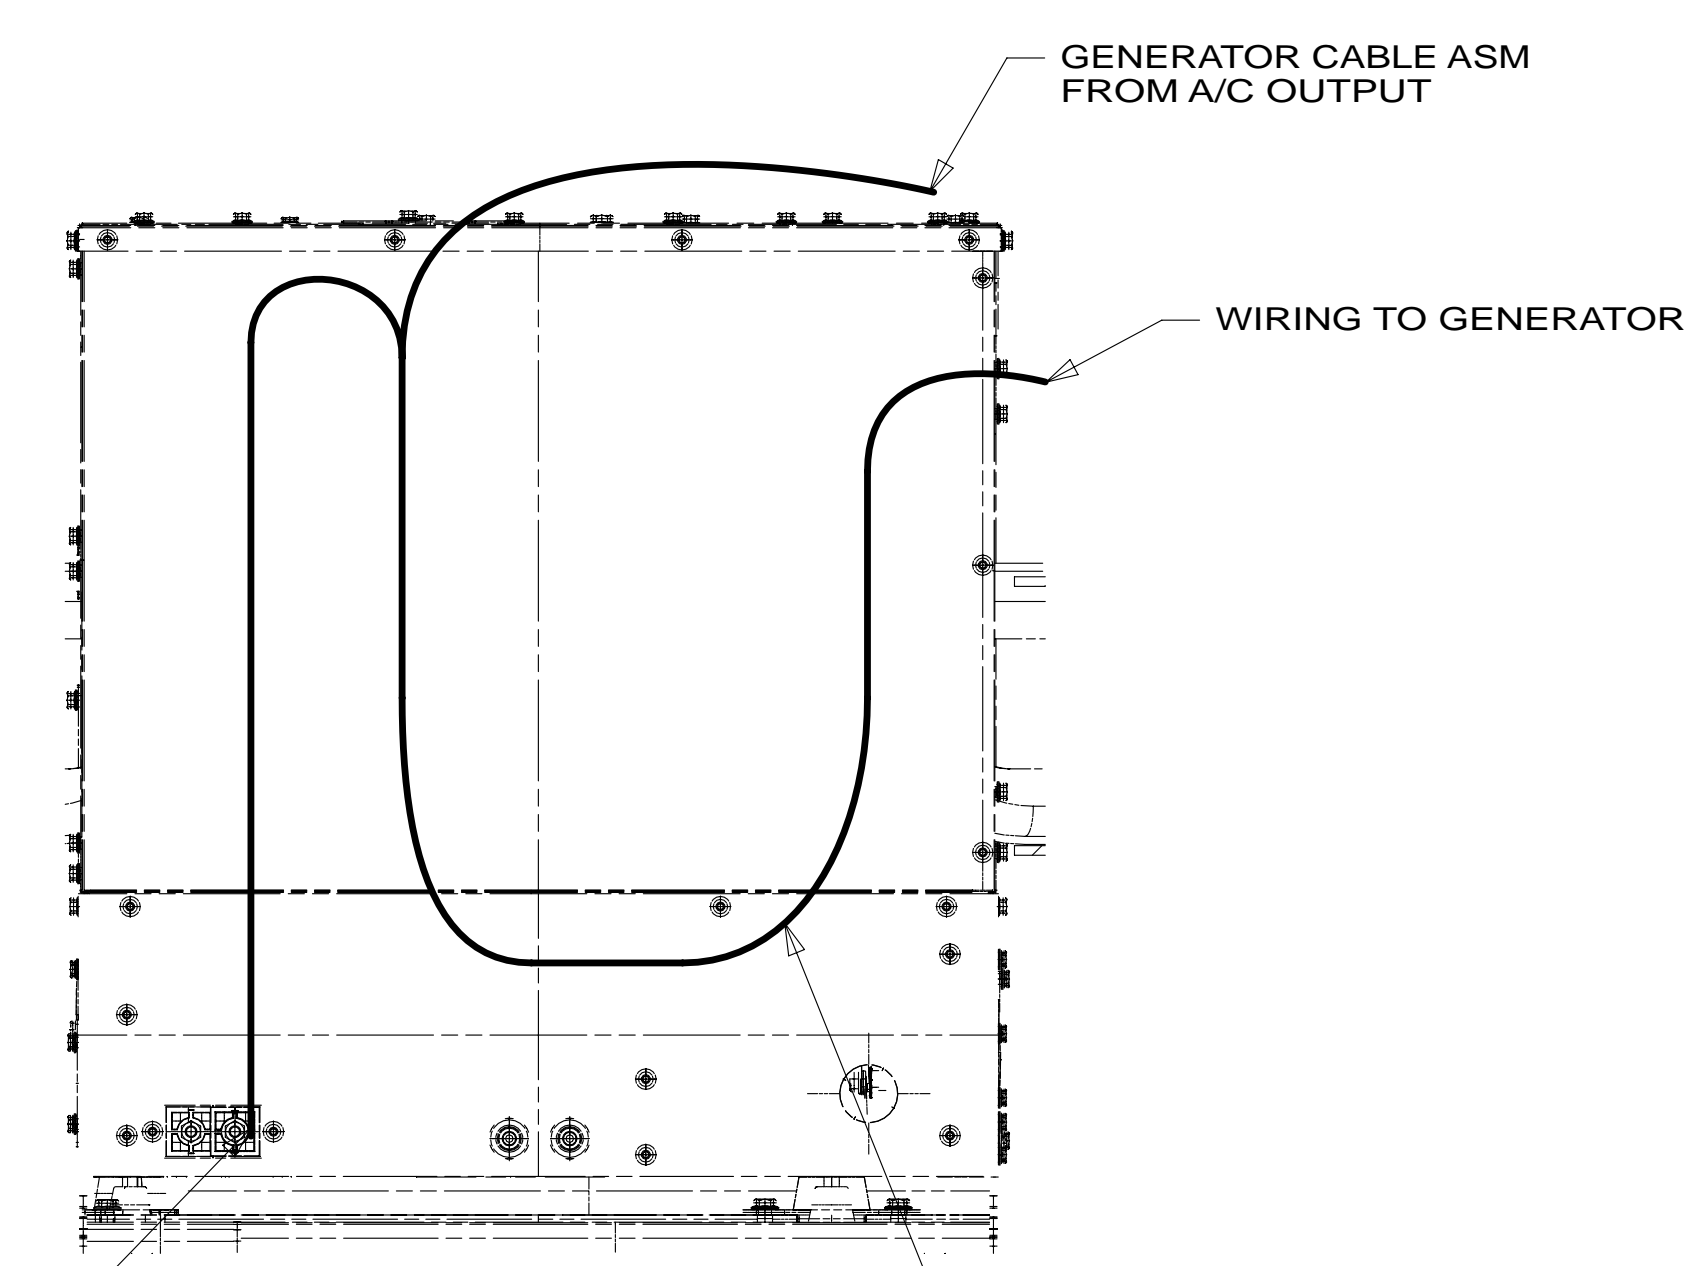 GENERATOR CABLE ASM
FROM A/C OUTPUT
WIRING TO GENERATOR